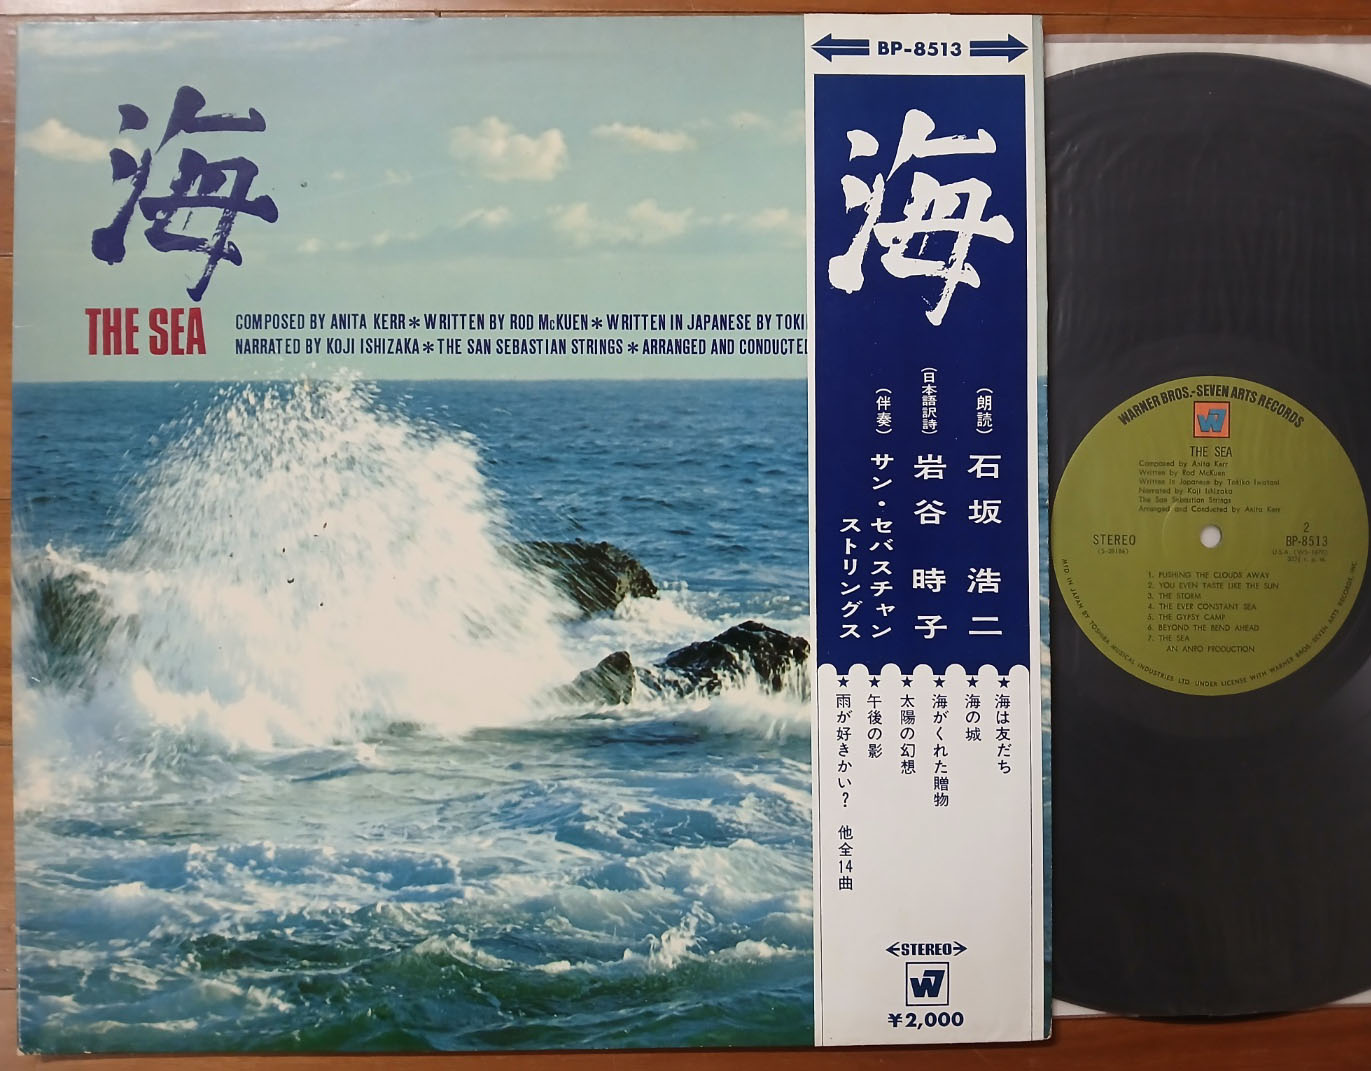 海
THE SEA
COMPOSED BY ANITA KERR＊WRITTEN BY ROD McKUEN＊WRITTEN IN JAPANESE BY TOKI
NARRATED BY KOJI ISHIZAKA＊THE SAN SEBASTIAN STRINGS＊ARRANGED AND CONDUCTED
BP-8513
海
（朗読）石坂 浩二
（日本語訳詩）岩谷 時子
（伴奏）サン・セバスチャン
ストリングス
★海は友だち
★海の城
★海がくれた贈物
★太陽の幻想
★午後の影
★雨が好きかい？ 他全14曲
STEREO
W7
¥2,000
WARNER BROS.-SEVEN ARTS RECORDS
W7
THE SEA
Composed by Anita Kerr
Written by Rod McKuen
Written in Japanese by Tokiko Iwatani
Narrated by Koji Ishizaka
The San Sebastian Strings
Arranged and Conducted by Anita Kerr
STEREO
2
BP-8513
33⅓ r.p.m.
1. PUSHING THE CLOUDS AWAY
2. YOU EVEN TASTE LIKE THE SUN
3. THE STORM
4. THE EVER CONSTANT SEA
5. THE GYPSY CAMP
6. BEYOND THE BEND AHEAD
7. THE SEA
AN ANFO PRODUCTION
MFD. IN JAPAN BY TOSHIBA MUSICAL INDUSTRIES LTD. UNDER LICENSE WITH WARNER BROS.-SEVEN ARTS RECORDS, INC.